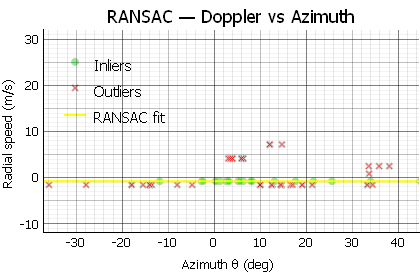 RANSAC — Doppler vs Azimuth
30
20
10
0
-10
Radial speed (m/s)
Inliers
Outliers
RANSAC fit
-30 -20 -10 0 10 20 30 40
Azimuth θ (deg)